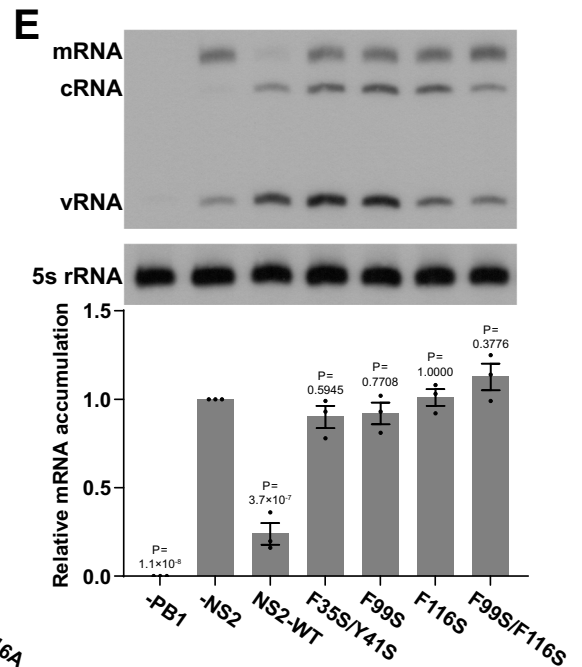 E
mRNA
cRNA
vRNA
5s rRNA
Relative mRNA accumulation
1.5
1.0
0.5
0.0
P=
1.1×10⁻⁸
P=
3.7×10⁻⁷
P=
0.5945
P=
0.7708
P=
1.0000
P=
0.3776
-PB1
-NS2
NS2-WT
F35S/Y41S
F99S
F116S
F99S/F116S
16A